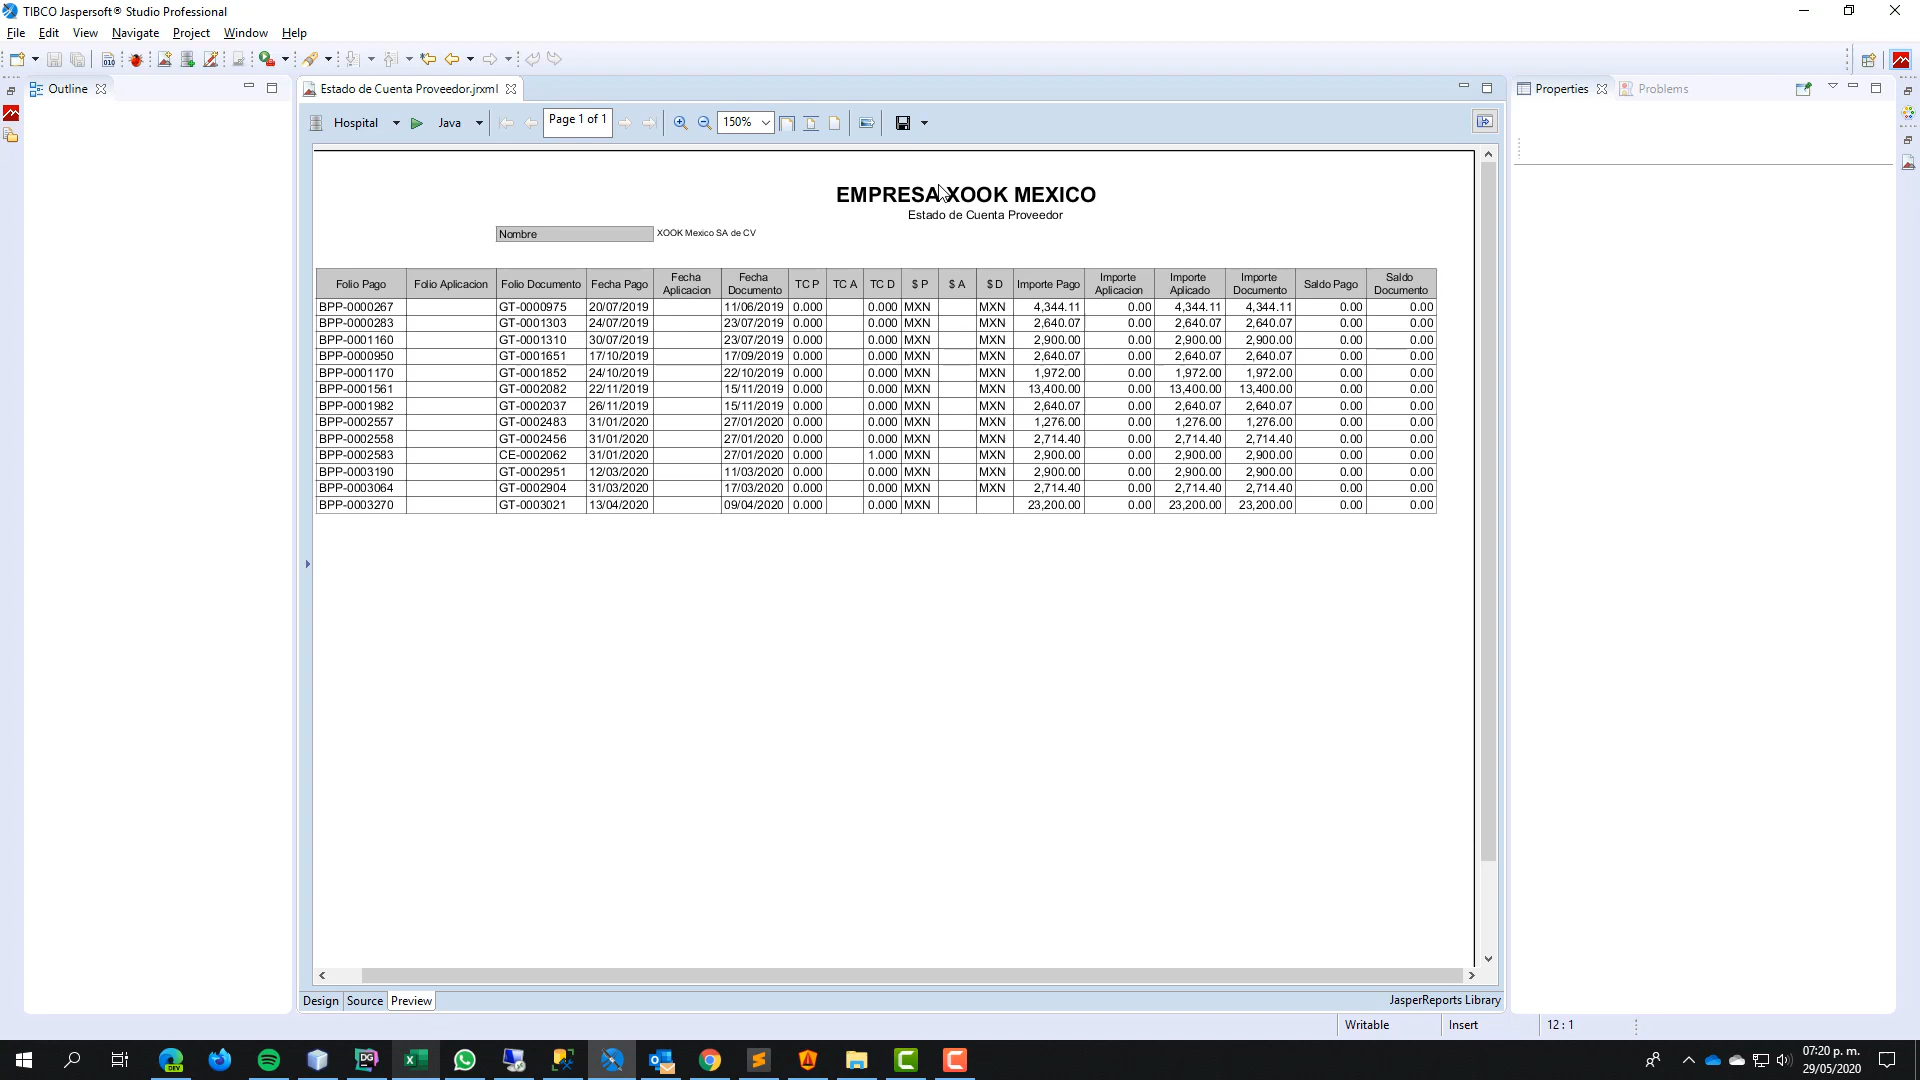 TIBCO Jaspersoft® Studio Professional
File Edit View Navigate Project Window Help
Outline
Estado de Cuenta Proveedor.jrxml
Properties Problems
Hospital Java Page 1 of 1 150%
EMPRESA XOOK MEXICO
Estado de Cuenta Proveedor
Nombre XOOK Mexico SA de CV
Folio Pago Folio Aplicacion Folio Documento Fecha Pago Fecha Aplicacion Fecha Documento TC P TC A TC D $ P $ A $ D Importe Pago Importe Aplicacion Importe Aplicado Importe Documento Saldo Pago Saldo Documento
BPP-0000267 GT-0000975 20/07/2019 11/06/2019 0.000 0.000 MXN MXN 4,344.11 0.00 4,344.11 4,344.11 0.00 0.00
BPP-0000283 GT-0001303 24/07/2019 23/07/2019 0.000 0.000 MXN MXN 2,640.07 0.00 2,640.07 2,640.07 0.00 0.00
BPP-0001160 GT-0001310 30/07/2019 23/07/2019 0.000 0.000 MXN MXN 2,900.00 0.00 2,900.00 2,900.00 0.00 0.00
BPP-0000950 GT-0001651 17/10/2019 17/09/2019 0.000 0.000 MXN MXN 2,640.07 0.00 2,640.07 2,640.07 0.00 0.00
BPP-0001170 GT-0001852 24/10/2019 22/10/2019 0.000 0.000 MXN MXN 1,972.00 0.00 1,972.00 1,972.00 0.00 0.00
BPP-0001561 GT-0002082 22/11/2019 15/11/2019 0.000 0.000 MXN MXN 13,400.00 0.00 13,400.00 13,400.00 0.00 0.00
BPP-0001982 GT-0002037 26/11/2019 15/11/2019 0.000 0.000 MXN MXN 2,640.07 0.00 2,640.07 2,640.07 0.00 0.00
BPP-0002557 GT-0002483 31/01/2020 27/01/2020 0.000 0.000 MXN MXN 1,276.00 0.00 1,276.00 1,276.00 0.00 0.00
BPP-0002558 GT-0002456 31/01/2020 27/01/2020 0.000 0.000 MXN MXN 2,714.40 0.00 2,714.40 2,714.40 0.00 0.00
BPP-0002583 CE-0002062 31/01/2020 27/01/2020 0.000 1.000 MXN MXN 2,900.00 0.00 2,900.00 2,900.00 0.00 0.00
BPP-0003190 GT-0002951 12/03/2020 11/03/2020 0.000 0.000 MXN MXN 2,900.00 0.00 2,900.00 2,900.00 0.00 0.00
BPP-0003064 GT-0002904 31/03/2020 17/03/2020 0.000 0.000 MXN MXN 2,714.40 0.00 2,714.40 2,714.40 0.00 0.00
BPP-0003270 GT-0003021 13/04/2020 09/04/2020 0.000 0.000 MXN 23,200.00 0.00 23,200.00 23,200.00 0.00 0.00
Design Source Preview
JasperReports Library
Writable Insert 12 : 1
DEV DG
07:20 p. m.
29/05/2020